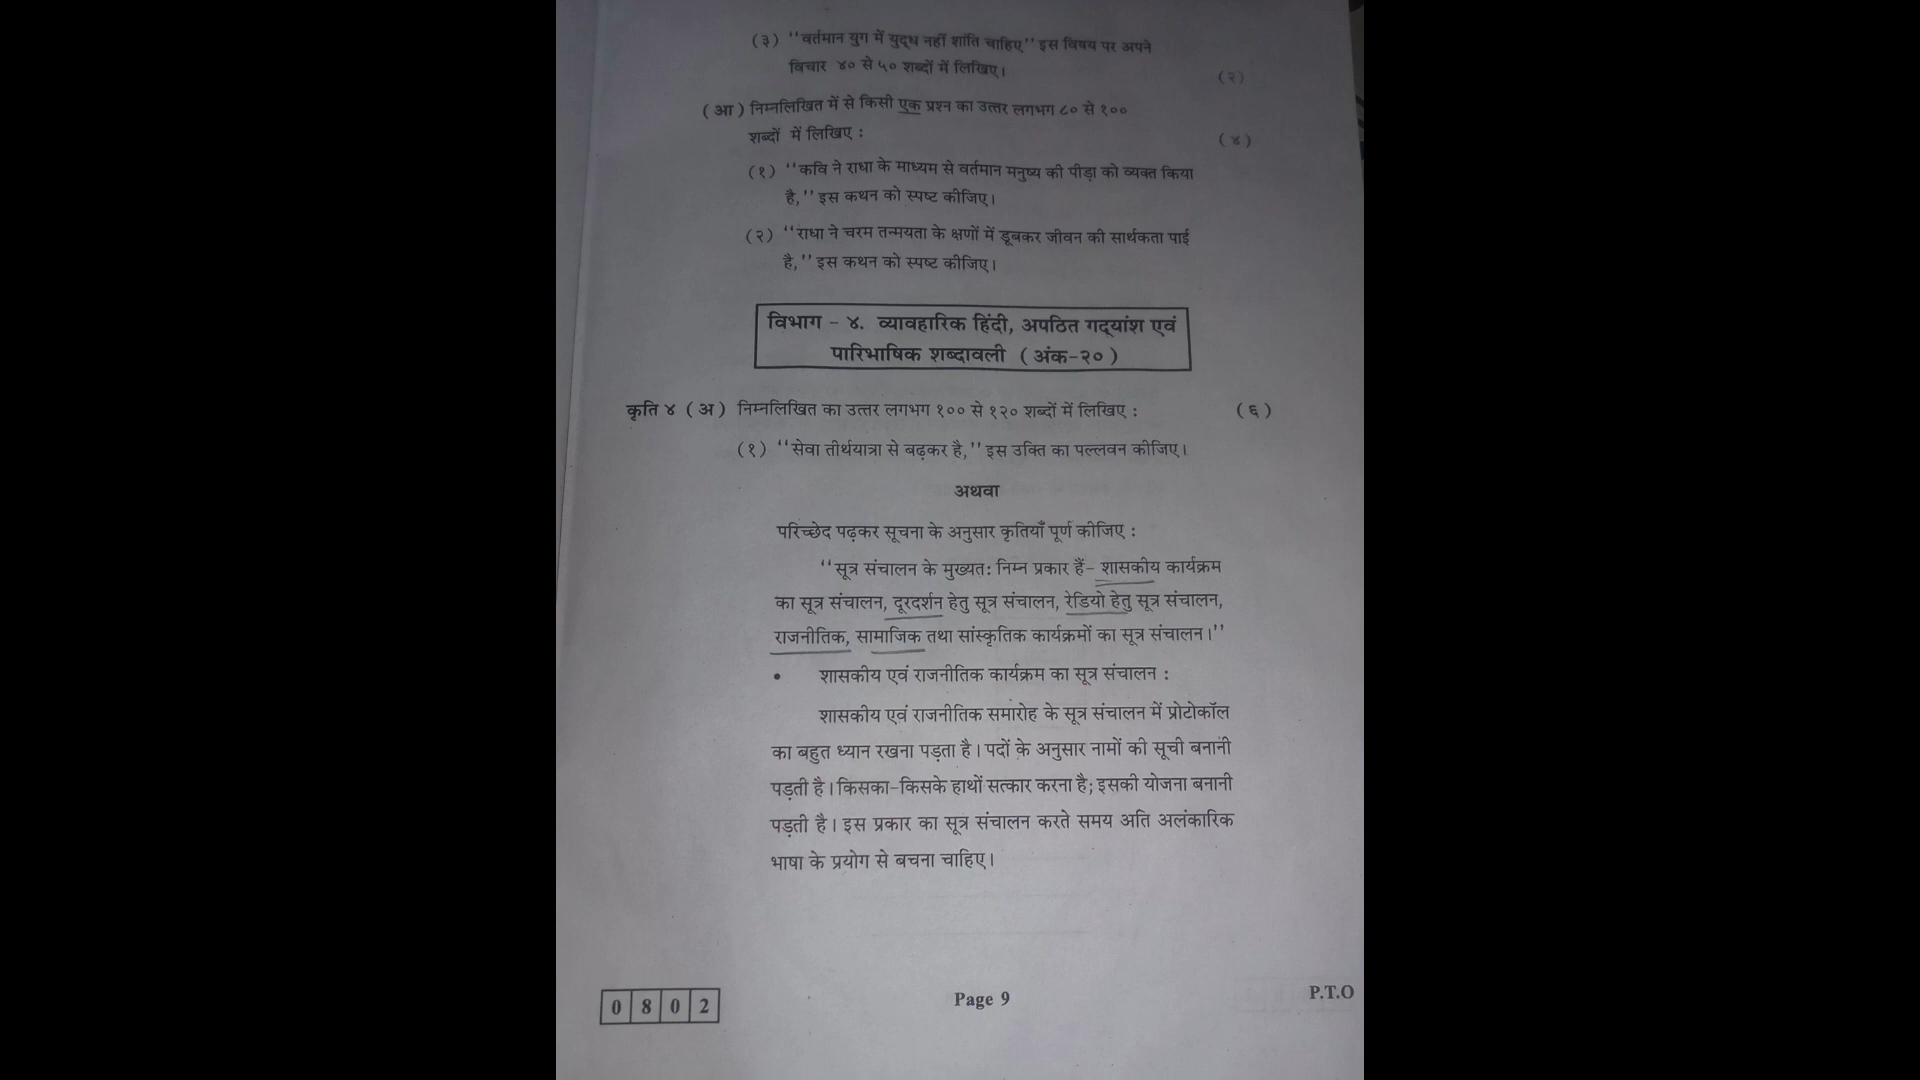 (३) ‘‘वर्तमान युग में युद्ध नहीं शांति चाहिए’’ इस विषय पर अपने
विचार ४० से ५० शब्दों में लिखिए। (२)
(आ) निम्नलिखित में से किसी एक प्रश्न का उत्तर लगभग ८० से १००
शब्दों में लिखिए : (४)
(१) ‘‘कवि ने राधा के माध्यम से वर्तमान मनुष्य की पीड़ा को व्यक्त किया
है,’’ इस कथन को स्पष्ट कीजिए।
(२) ‘‘राधा ने चरम तन्मयता के क्षणों में डूबकर जीवन की सार्थकता पाई
है,’’ इस कथन को स्पष्ट कीजिए।
विभाग - ४. व्यावहारिक हिंदी, अपठित गद्यांश एवं
पारिभाषिक शब्दावली (अंक-२०)
कृति ४ (अ) निम्नलिखित का उत्तर लगभग १०० से १२० शब्दों में लिखिए : (६)
(१) ‘‘सेवा तीर्थयात्रा से बढ़कर है,’’ इस उक्ति का पल्लवन कीजिए।
अथवा
परिच्छेद पढ़कर सूचना के अनुसार कृतियाँ पूर्ण कीजिए :
‘‘सूत्र संचालन के मुख्यत: निम्न प्रकार हैं- शासकीय कार्यक्रम
का सूत्र संचालन, दूरदर्शन हेतु सूत्र संचालन, रेडियो हेतु सूत्र संचालन,
राजनीतिक, सामाजिक तथा सांस्कृतिक कार्यक्रमों का सूत्र संचालन।’’
• शासकीय एवं राजनीतिक कार्यक्रम का सूत्र संचालन :
शासकीय एवं राजनीतिक समारोह के सूत्र संचालन में प्रोटोकॉल
का बहुत ध्यान रखना पड़ता है। पदों के अनुसार नामों की सूची बनानी
पड़ती है। किसका-किसके हाथों सत्कार करना है; इसकी योजना बनानी
पड़ती है। इस प्रकार का सूत्र संचालन करते समय अति अलंकारिक
भाषा के प्रयोग से बचना चाहिए।
0 8 0 2 Page 9 P.T.O